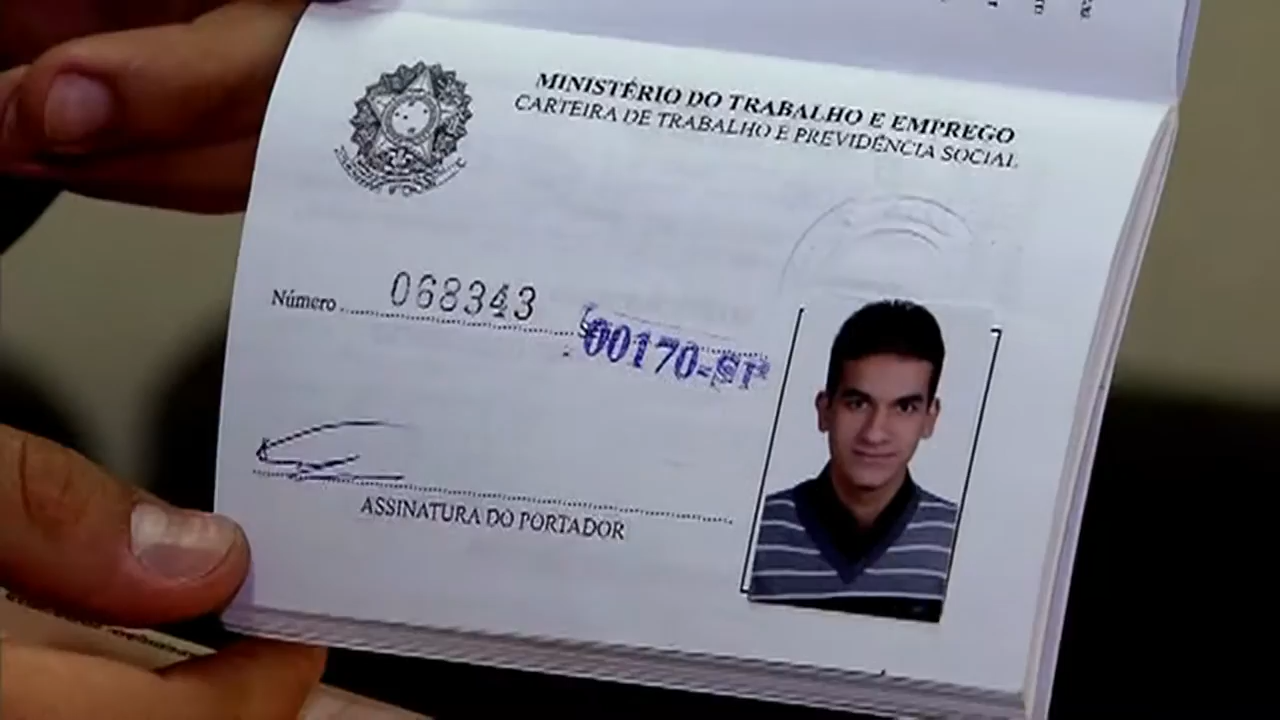 MINISTÉRIO DO TRABALHO E EMPREGO
CARTEIRA DE TRABALHO E PREVIDÊNCIA SOCIAL
Número 068343
00170-SP
ASSINATURA DO PORTADOR